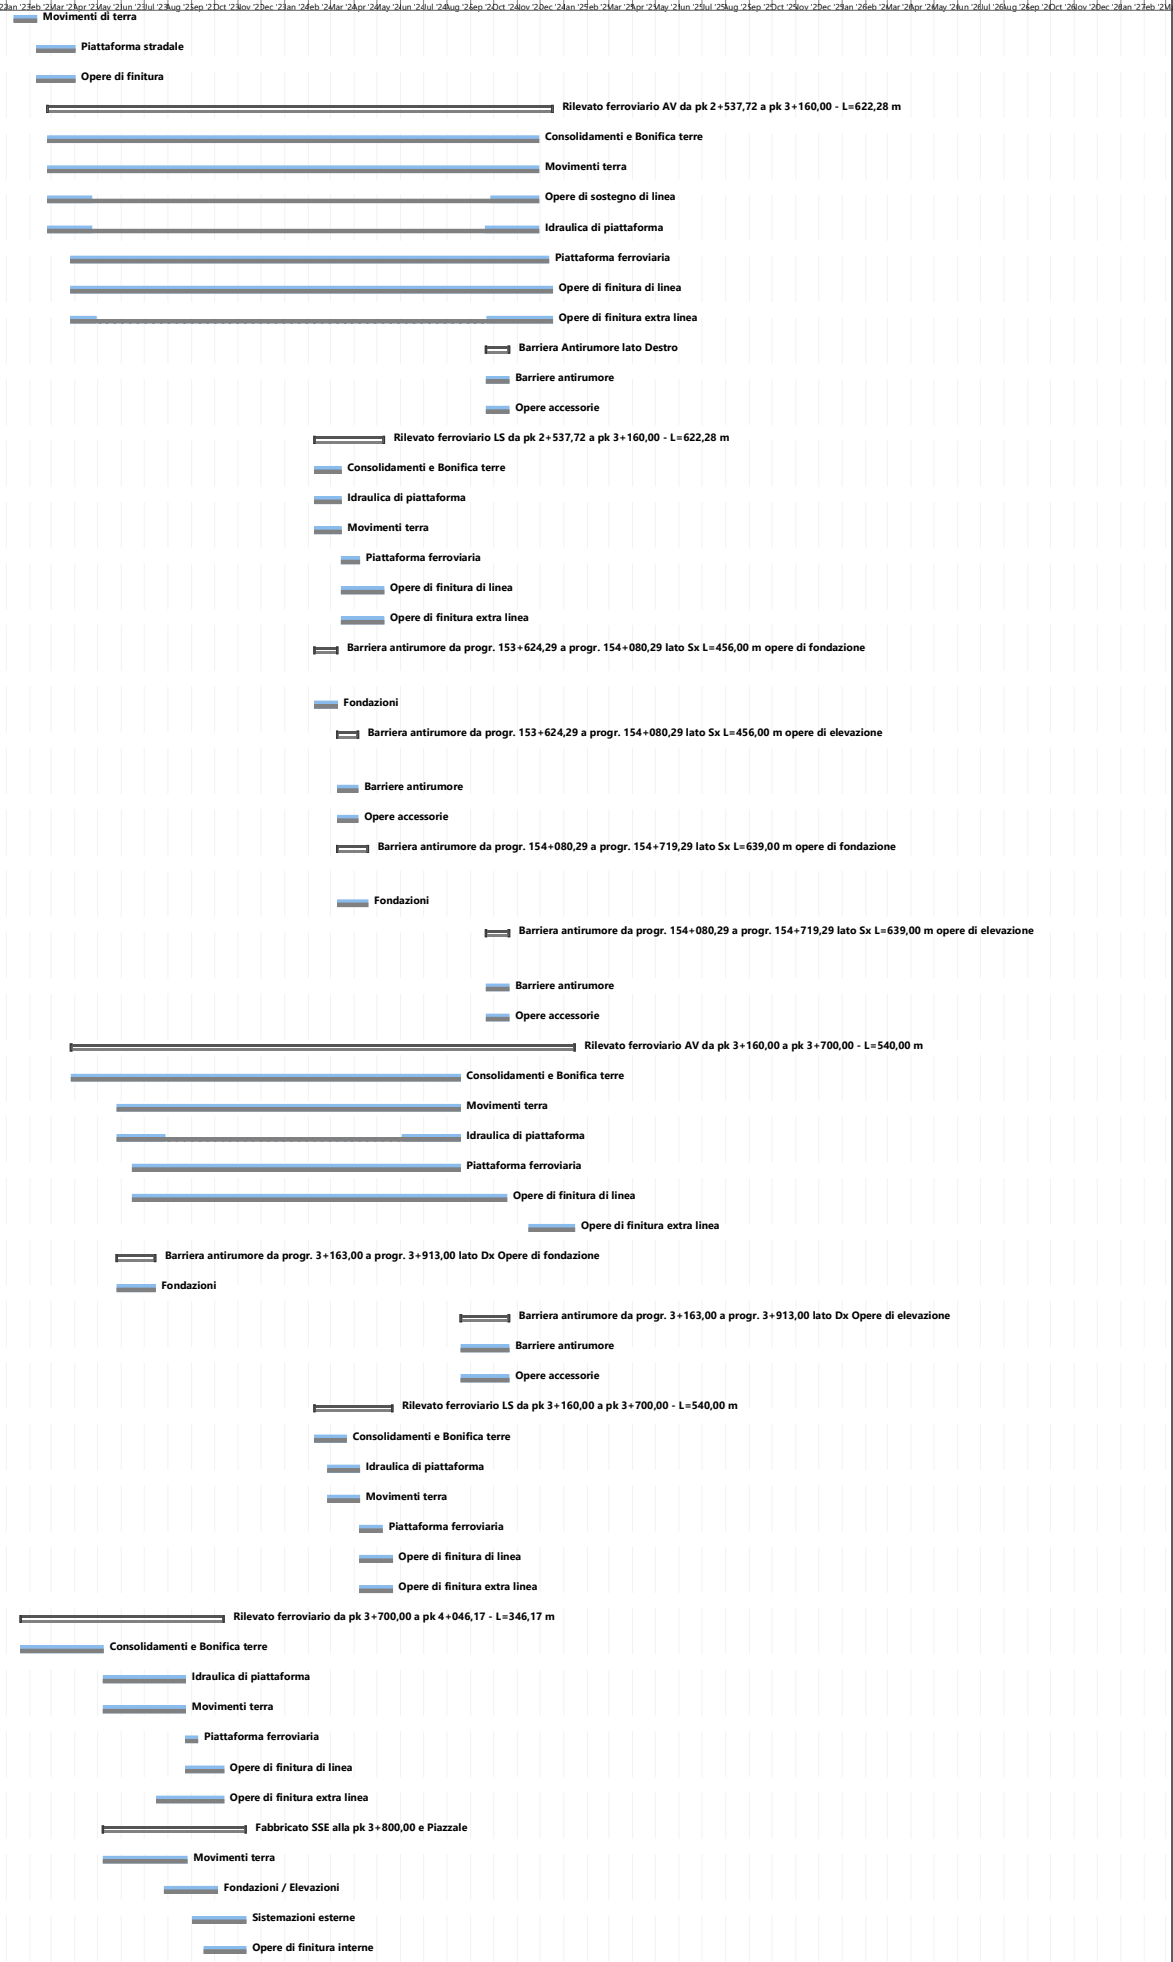 Movimenti di terra
Piattaforma stradale
Opere di finitura
Rilevato ferroviario AV da pk 2+537,72 a pk 3+160,00 - L=622,28 m
Consolidamenti e Bonifica terre
Movimenti terra
Opere di sostegno di linea
Idraulica di piattaforma
Piattaforma ferroviaria
Opere di finitura di linea
Opere di finitura extra linea
Barriera Antirumore lato Destro
Barriere antirumore
Opere accessorie
Rilevato ferroviario LS da pk 2+537,72 a pk 3+160,00 - L=622,28 m
Consolidamenti e Bonifica terre
Idraulica di piattaforma
Movimenti terra
Piattaforma ferroviaria
Opere di finitura di linea
Opere di finitura extra linea
Barriera antirumore da progr. 153+624,29 a progr. 154+080,29 lato Sx L=456,00 m opere di fondazione
Fondazioni
Barriera antirumore da progr. 153+624,29 a progr. 154+080,29 lato Sx L=456,00 m opere di elevazione
Barriere antirumore
Opere accessorie
Barriera antirumore da progr. 154+080,29 a progr. 154+719,29 lato Sx L=639,00 m opere di fondazione
Fondazioni
Barriera antirumore da progr. 154+080,29 a progr. 154+719,29 lato Sx L=639,00 m opere di elevazione
Barriere antirumore
Opere accessorie
Rilevato ferroviario AV da pk 3+160,00 a pk 3+700,00 - L=540,00 m
Consolidamenti e Bonifica terre
Movimenti terra
Idraulica di piattaforma
Piattaforma ferroviaria
Opere di finitura di linea
Opere di finitura extra linea
Barriera antirumore da progr. 3+163,00 a progr. 3+913,00 lato Dx Opere di fondazione
Fondazioni
Barriera antirumore da progr. 3+163,00 a progr. 3+913,00 lato Dx Opere di elevazione
Barriere antirumore
Opere accessorie
Rilevato ferroviario LS da pk 3+160,00 a pk 3+700,00 - L=540,00 m
Consolidamenti e Bonifica terre
Idraulica di piattaforma
Movimenti terra
Piattaforma ferroviaria
Opere di finitura di linea
Opere di finitura extra linea
Rilevato ferroviario da pk 3+700,00 a pk 4+046,17 - L=346,17 m
Consolidamenti e Bonifica terre
Idraulica di piattaforma
Movimenti terra
Piattaforma ferroviaria
Opere di finitura di linea
Opere di finitura extra linea
Fabbricato SSE alla pk 3+800,00 e Piazzale
Movimenti terra
Fondazioni / Elevazioni
Sistemazioni esterne
Opere di finitura interne